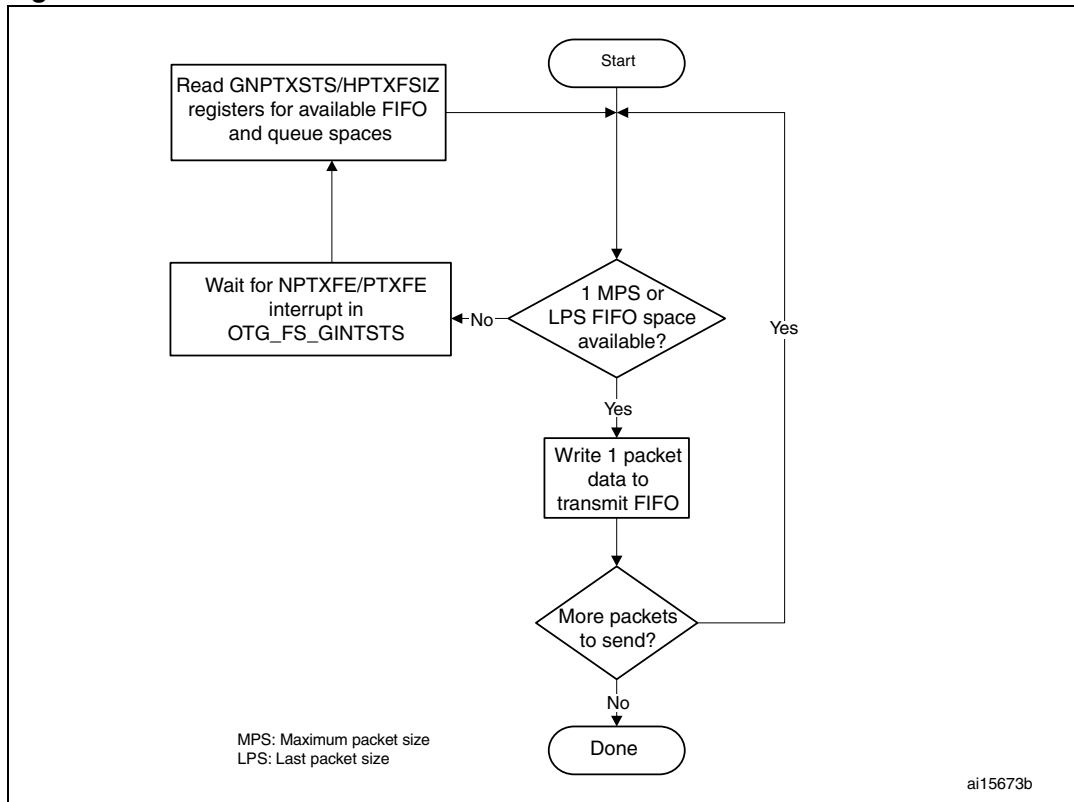 Start
Read GNPTXSTS/HPTXFSIZ
registers for available FIFO
and queue spaces
Wait for NPTXFE/PTXFE
interrupt in
OTG_FS_GINTSTS
No
1 MPS or
LPS FIFO space
available?
Yes
Yes
Write 1 packet
data to
transmit FIFO
More packets
to send?
No
Done
MPS: Maximum packet size
LPS: Last packet size
ai15673b